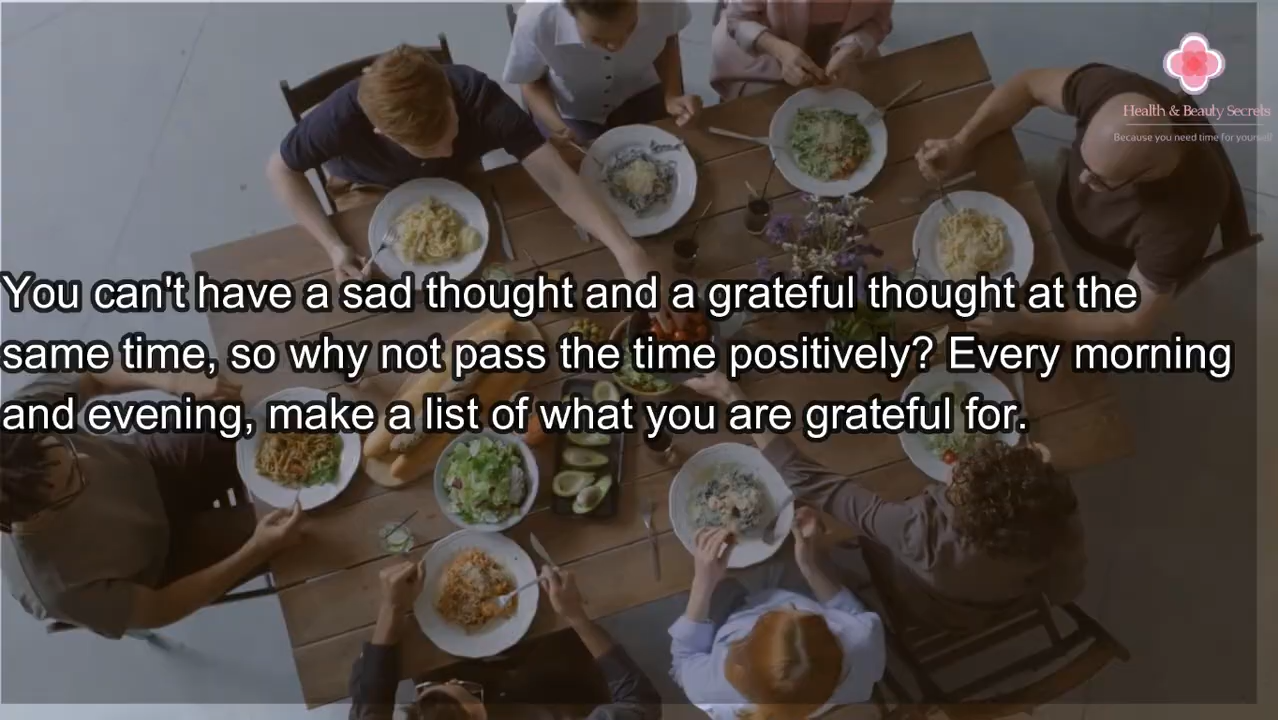 Health & Beauty Secrets
Because you need time for yourself
You can't have a sad thought and a grateful thought at the
same time, so why not pass the time positively? Every morning
and evening, make a list of what you are grateful for.